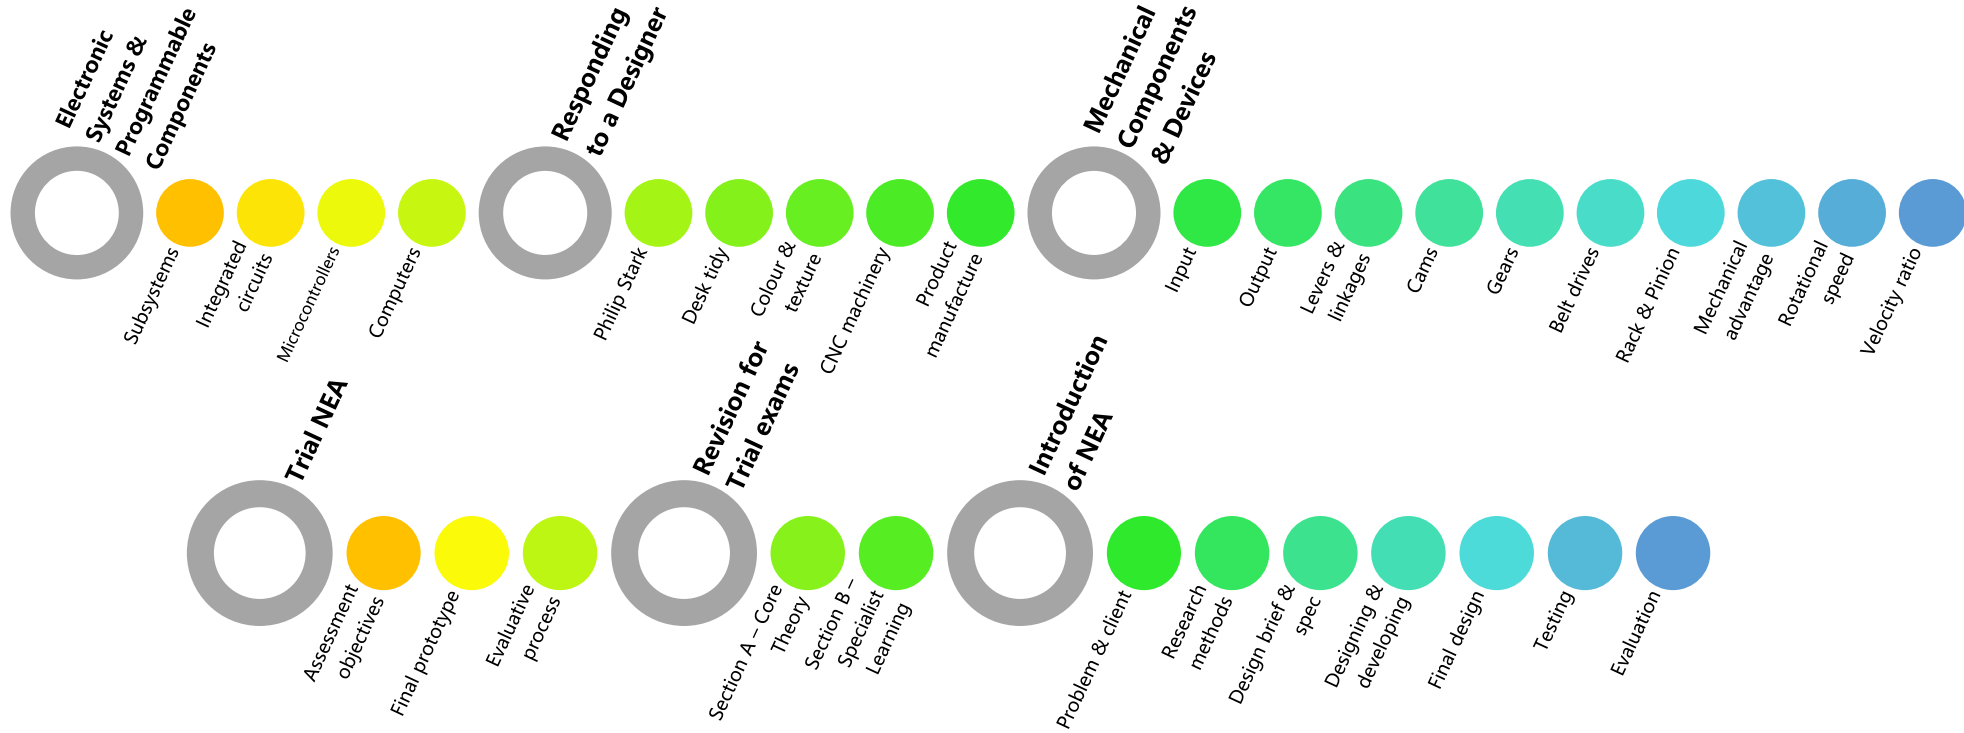 Electronic
Systems &
Programmable
Components
Subsystems
Integrated
circuits
Microcontrollers
Computers
Responding
to a Designer
Philip Stark
Desk tidy
Colour &
texture
CNC machinery
Product
manufacture
Mechanical
Components
& Devices
Input
Output
Levers &
linkages
Cams
Gears
Belt drives
Rack & Pinion
Mechanical
advantage
Rotational
speed
Velocity ratio
Trial NEA
Assessment
objectives
Final prototype
Evaluative
process
Revision for
Trial exams
Section A – Core
Theory
Section B –
Specialist
Learning
Introduction
of NEA
Problem & client
Research
methods
Design brief &
spec
Designing &
developing
Final design
Testing
Evaluation